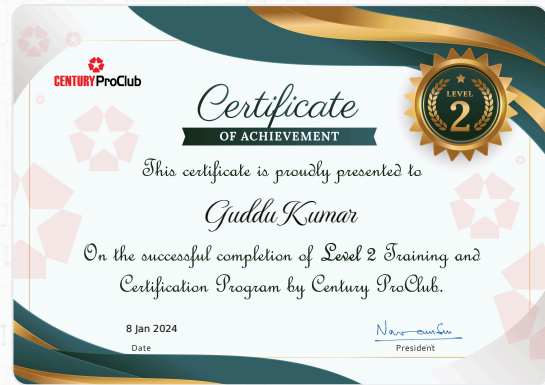 CENTURY ProClub
Certificate
OF ACHIEVEMENT
LEVEL
2
This certificate is proudly presented to
Guddu Kumar
On the successful completion of Level 2 Training and
Certification Program by Century ProClub.
8 Jan 2024
Date
President